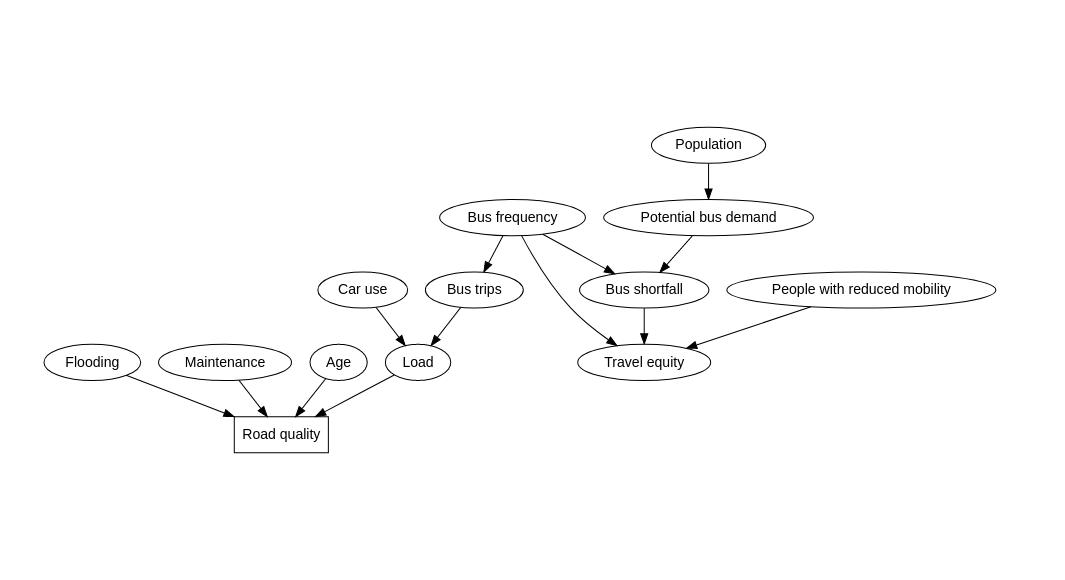 Population
Bus frequency
Potential bus demand
Car use
Bus trips
Bus shortfall
People with reduced mobility
Flooding
Maintenance
Age
Load
Travel equity
Road quality